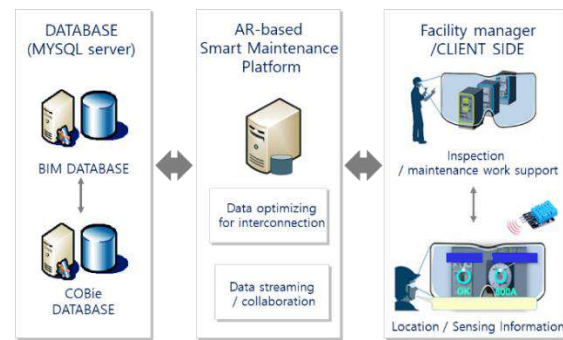 DATABASE
(MYSQL server)
BIM DATABASE
COBie
DATABASE
AR-based
Smart Maintenance
Platform
Data optimizing
for interconnection
Data streaming
/ collaboration
Facility manager
/CLIENT SIDE
Inspection
/ maintenance work support
OK
300A
Location / Sensing Information